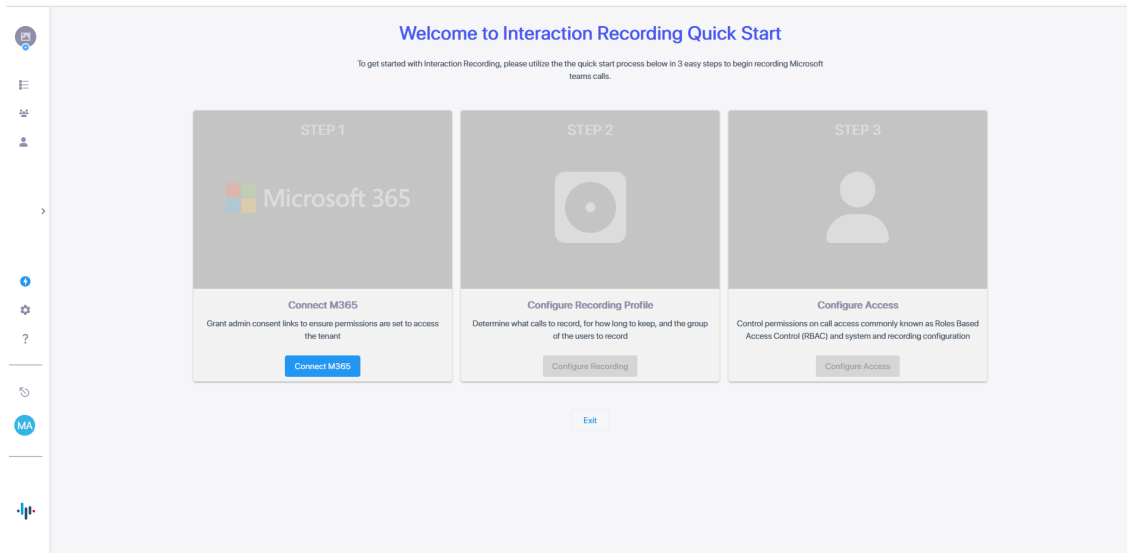 Welcome to Interaction Recording Quick Start
To get started with Interaction Recording, please utilize the the quick start process below in 3 easy steps to begin recording Microsoft
teams calls.
STEP 1
Microsoft 365
Connect M365
Grant admin consent links to ensure permissions are set to access
the tenant
Connect M365
STEP 2
Configure Recording Profile
Determine what calls to record, for how long to keep, and the group
of the users to record
Configure Recording
STEP 3
Configure Access
Control permissions on call access commonly known as Roles Based
Access Control (RBAC) and system and recording configuration
Configure Access
Exit
?
MA